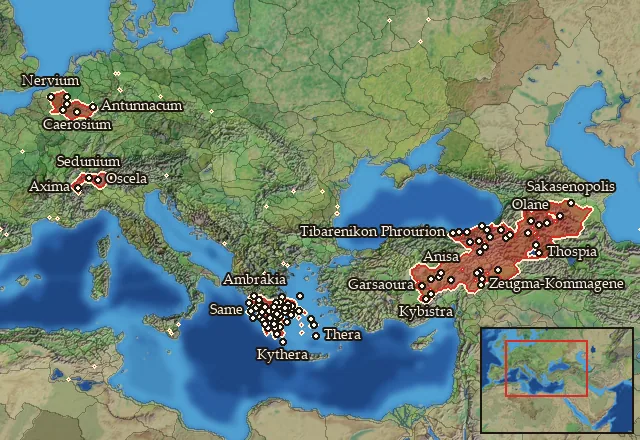 Nervium
Antunnacum
Caerosium
Sedunium
Axima
Oscela
Sakasenopolis
Olane
Tibarenikon Phrourion
Anisa
Thospia
Ambrakia
Garsaoura
Zeugma-Kommagene
Same
Kybistra
Thera
Kythera